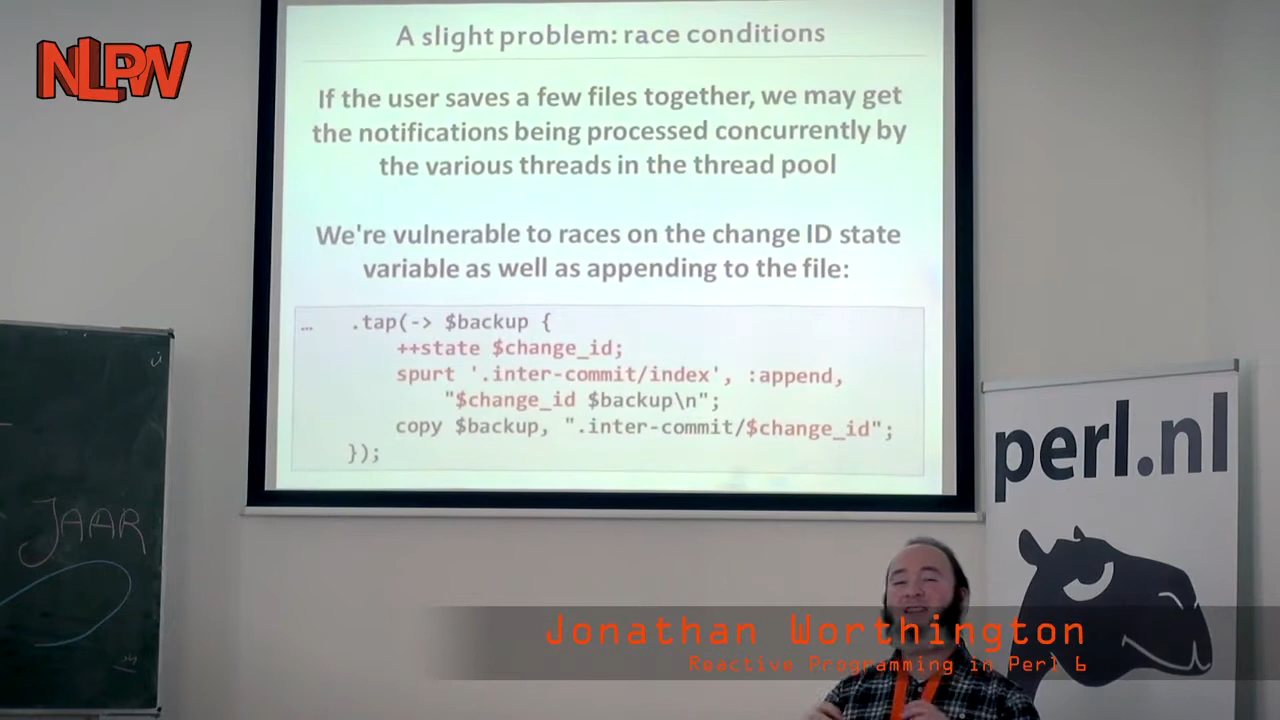 NLPW
A slight problem: race conditions
If the user saves a few files together, we may get
the notifications being processed concurrently by
the various threads in the thread pool
We're vulnerable to races on the change ID state
variable as well as appending to the file:
… .tap(-> $backup {
++state $change_id;
spurt '.inter-commit/index', :append,
"$change_id $backup\n";
copy $backup, ".inter-commit/$change_id";
});
perl.nl
JAAR
Jonathan Worthington
Reactive Programming in Perl 6